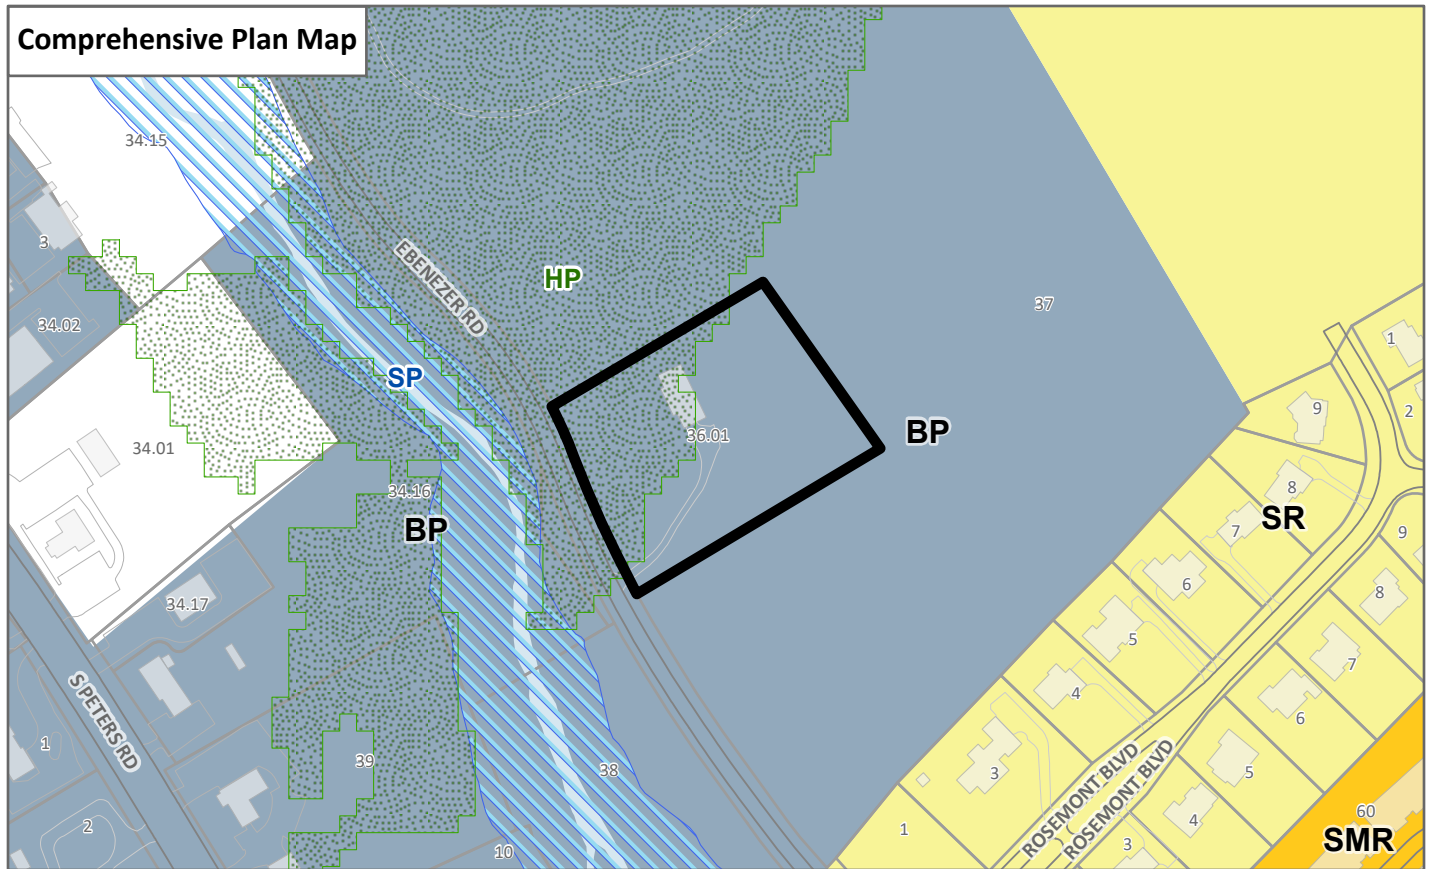 Comprehensive Plan Map
34.15
3
34.02
EBENEZER RD
HP
37
SP
1
9
2
34.01
36.01
BP
34.16
BP
8
SR
7
9
6
8
34.17
5
7
4
6
S PETERS RD
1
39
38
3
5
ROSEMONT BLVD
ROSEMONT BLVD
2
10
1
4
3
60
SMR